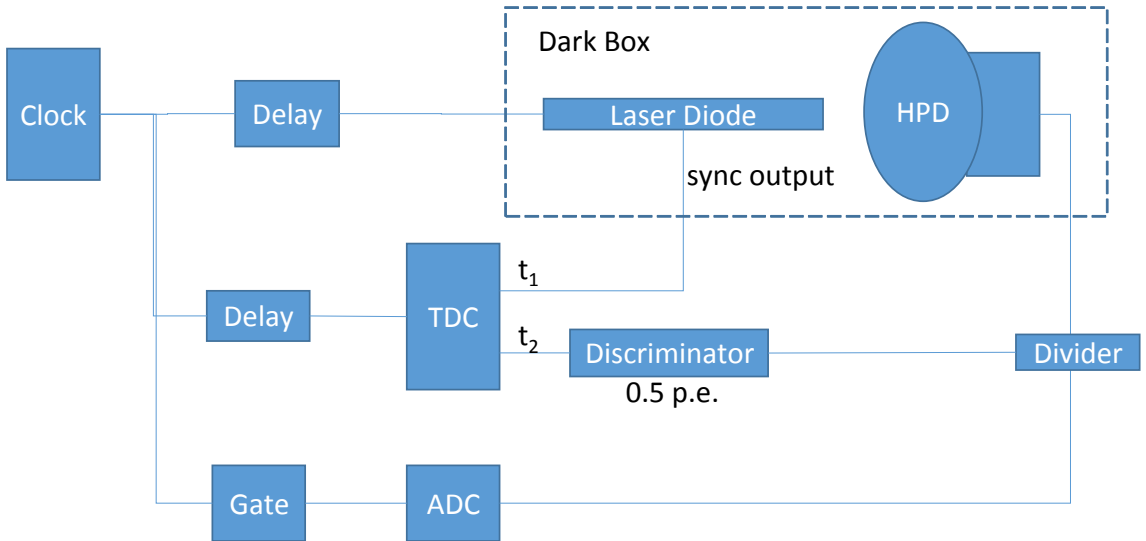 Dark Box
Clock
Delay
Laser Diode
HPD
sync output
t1
Delay
TDC
t2
Discriminator
Divider
0.5 p.e.
Gate
ADC